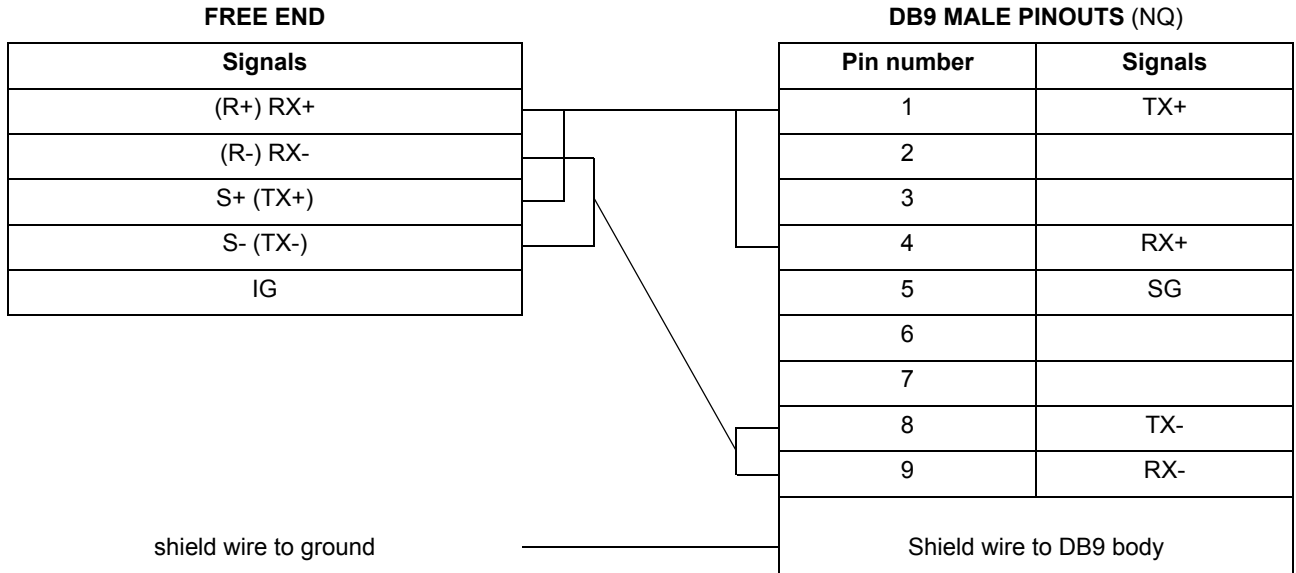 FREE END
DB9 MALE PINOUTS (NQ)
Signals
Pin number Signals
(R+) RX+
1 TX+
(R-) RX-
2
S+ (TX+)
3
S- (TX-)
4 RX+
IG
5 SG
6
7
8 TX-
9 RX-
shield wire to ground
Shield wire to DB9 body